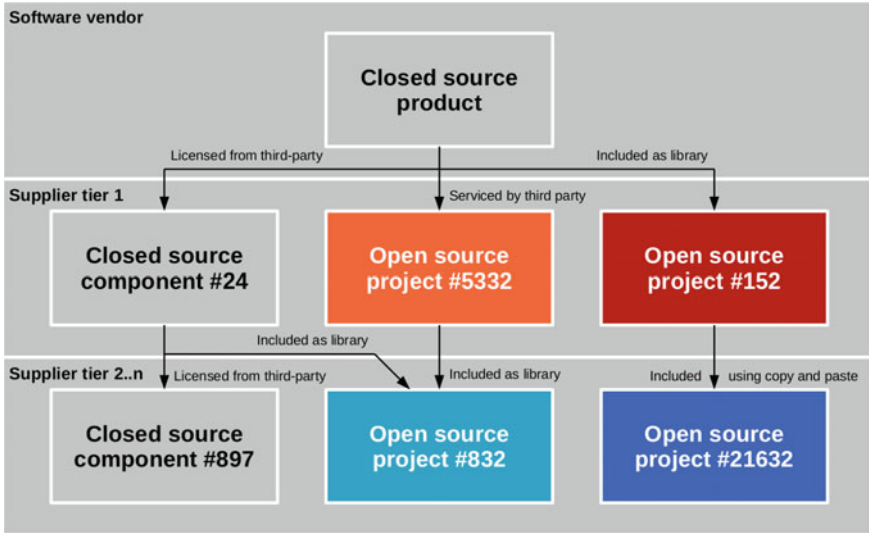 Software vendor
Closed source
product
Licensed from third-party
Included as library
Supplier tier 1
Serviced by third party
Closed source
component #24
Open source
project #5332
Open source
project #152
Included as library
Supplier tier 2..n
Licensed from third-party
Included as library
Included using copy and paste
Closed source
component #897
Open source
project #832
Open source
project #21632